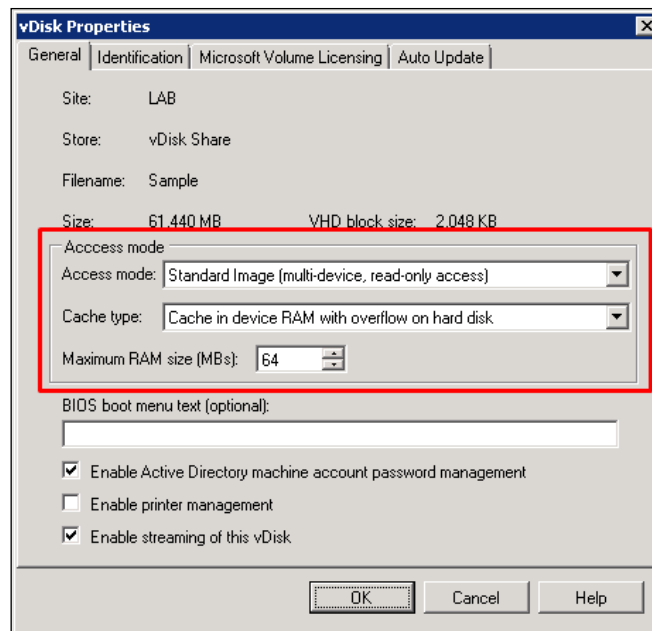 vDisk Properties
General Identification Microsoft Volume Licensing Auto Update
Site: LAB
Store: vDisk Share
Filename: Sample
Size: 61,440 MB VHD block size: 2,048 KB
Acccess mode
Access mode: Standard Image (multi-device, read-only access)
Cache type: Cache in device RAM with overflow on hard disk
Maximum RAM size (MBs): 64
BIOS boot menu text (optional):
Enable Active Directory machine account password management
Enable printer management
Enable streaming of this vDisk
OK Cancel Help